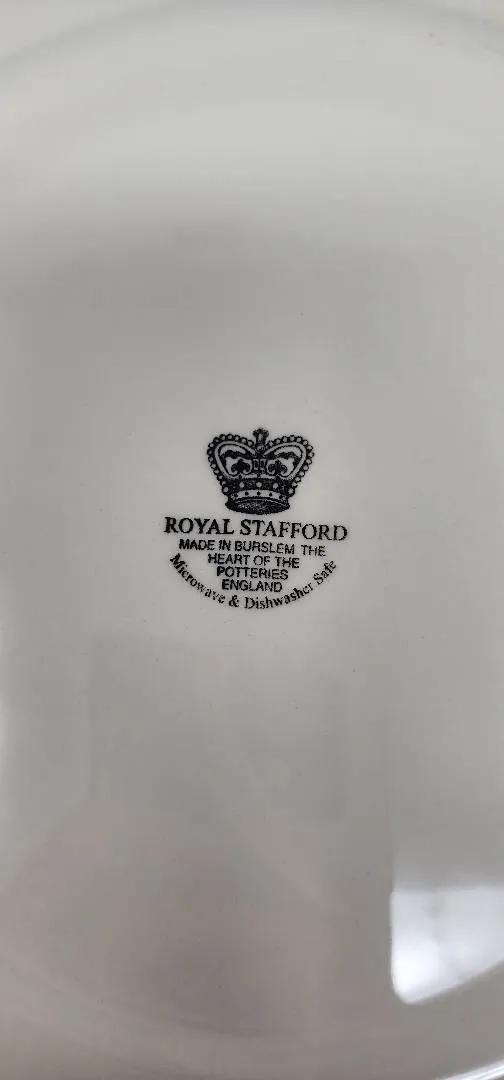 ROYAL STAFFORD
MADE IN BURSLEM THE
HEART OF THE
POTTERIES
ENGLAND
Microwave & Dishwasher Safe